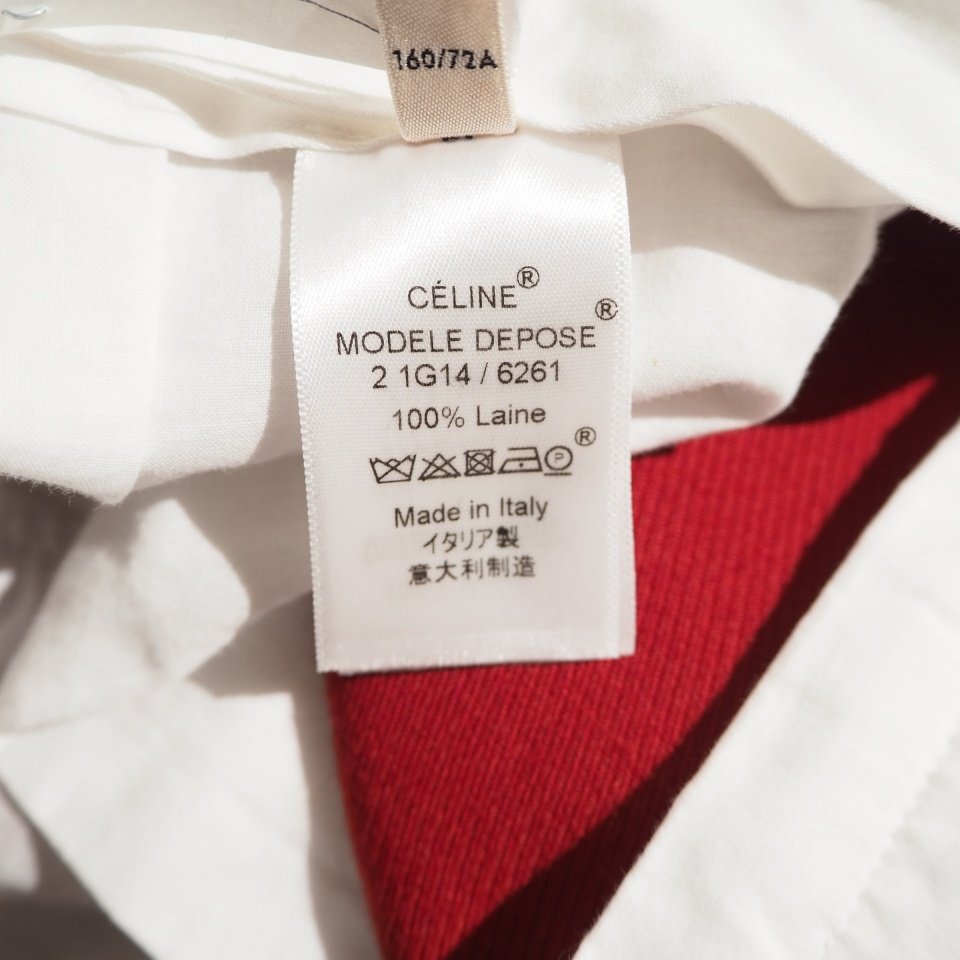 160/72A
CÉLINE®
MODELE DEPOSE®
2 1G14 / 6261
100% Laine
P ®
Made in Italy
イタリア製
意大利制造